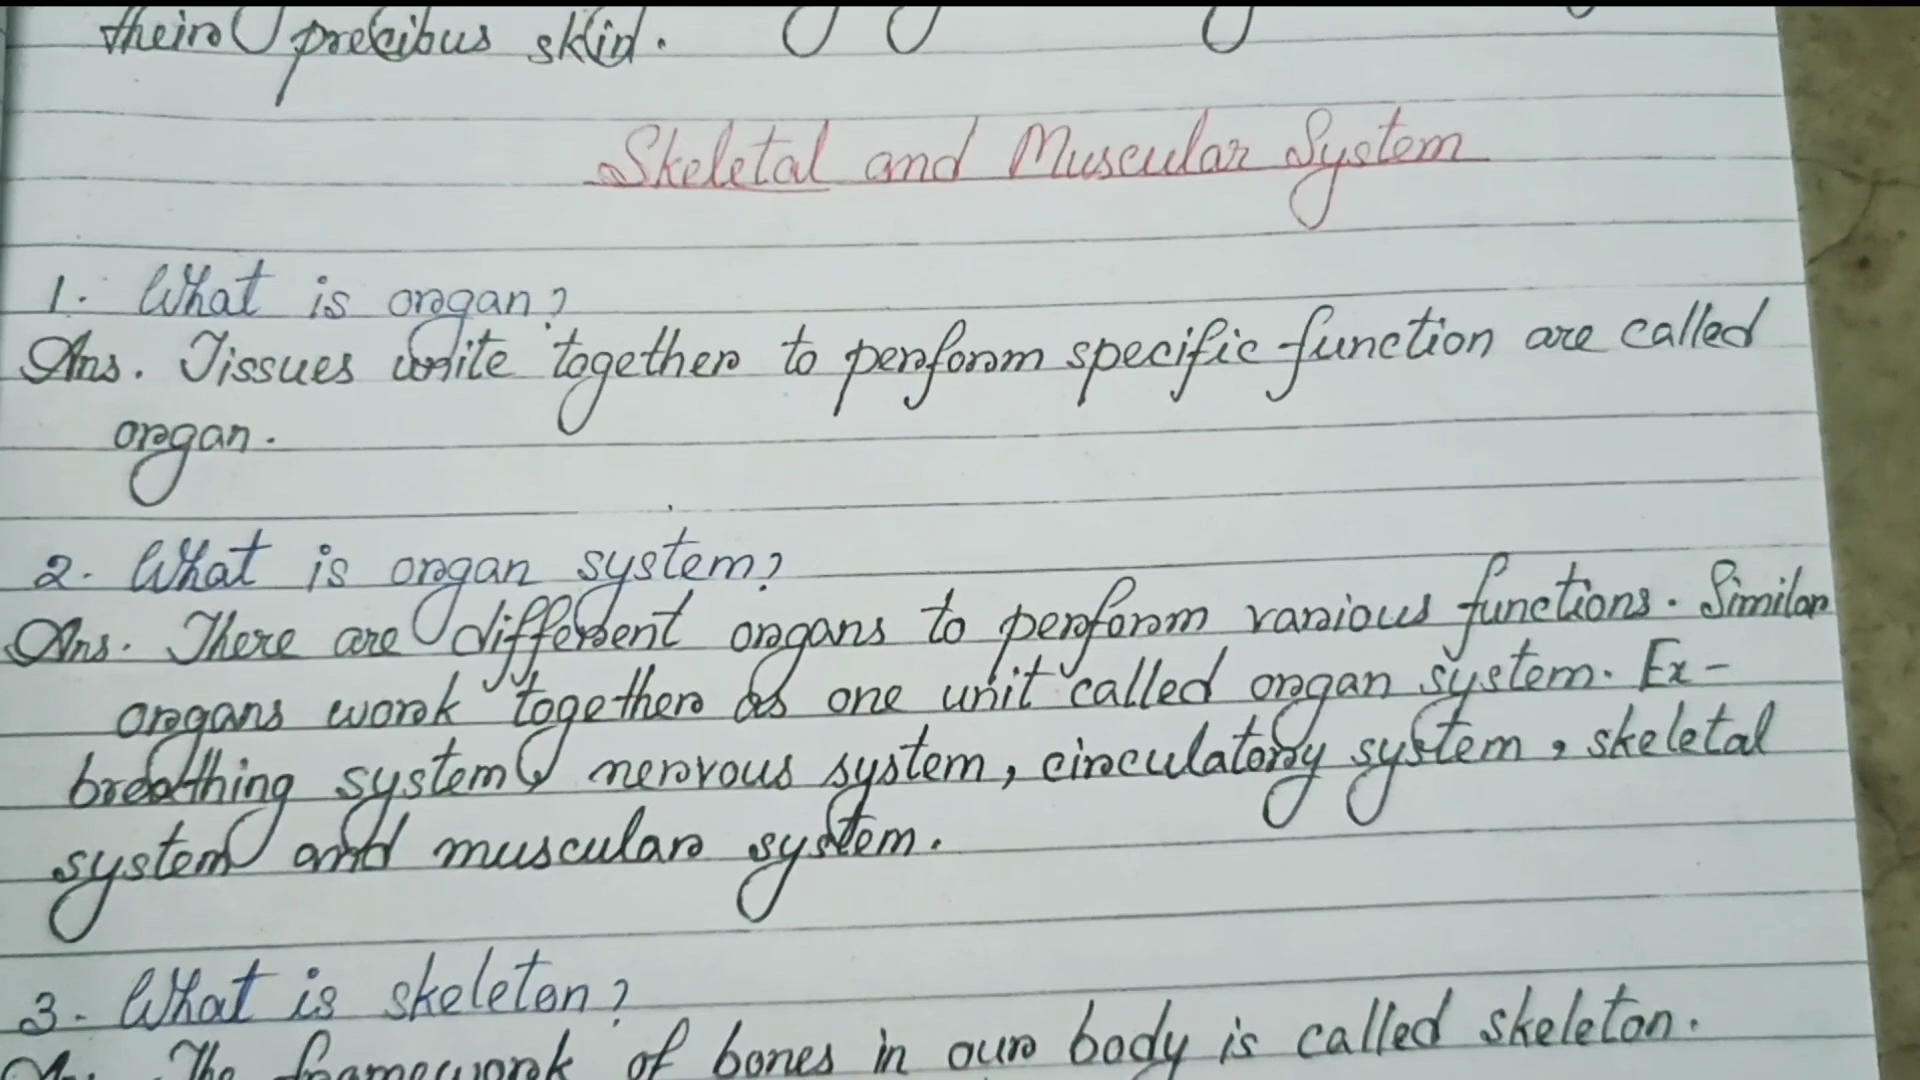 their precious skin.
Skeletal and Muscular System
1. What is organ?
Ans. Tissues unite together to perform specific function are called
organ.
2. What is organ system?
Ans. There are different organs to perform various functions. Similar
organs work together as one unit called organ system. Ex-
breathing system, nervous system, circulatory system, skeletal
system and muscular system.
3. What is skeleton?
The framework of bones in our body is called skeleton.